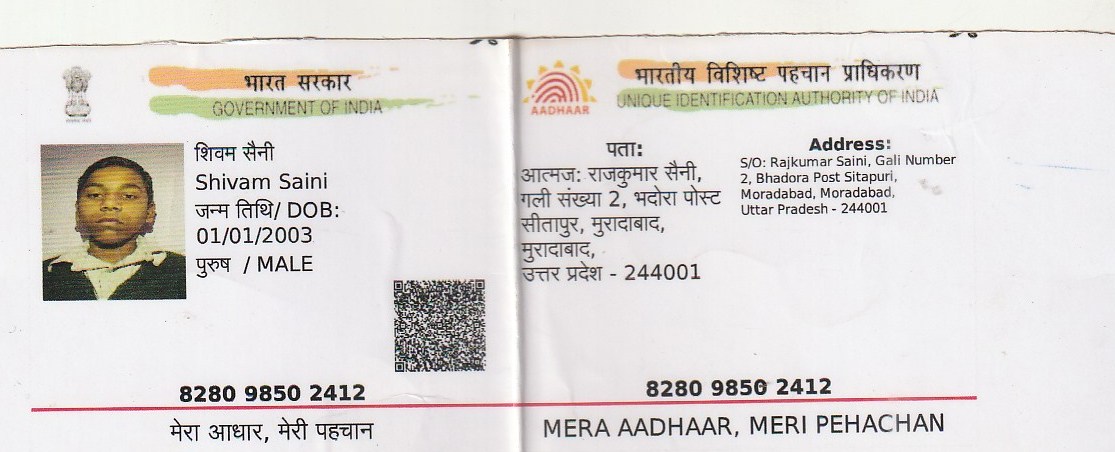 भारत सरकार
GOVERNMENT OF INDIA
शिवम सैनी
Shivam Saini
जन्म तिथि/ DOB:
01/01/2003
पुरुष / MALE
8280 9850 2412
मेरा आधार, मेरी पहचान
भारतीय विशिष्ट पहचान प्राधिकरण
UNIQUE IDENTIFICATION AUTHORITY OF INDIA
AADHAAR
पता:
आत्मज: राजकुमार सैनी,
गली संख्या 2, भदोरा पोस्ट
सीतापुर, मुरादाबाद,
मुरादाबाद,
उत्तर प्रदेश - 244001
Address:
S/O: Rajkumar Saini, Gali Number
2, Bhadora Post Sitapuri,
Moradabad, Moradabad,
Uttar Pradesh - 244001
8280 9850 2412
MERA AADHAAR, MERI PEHACHAN